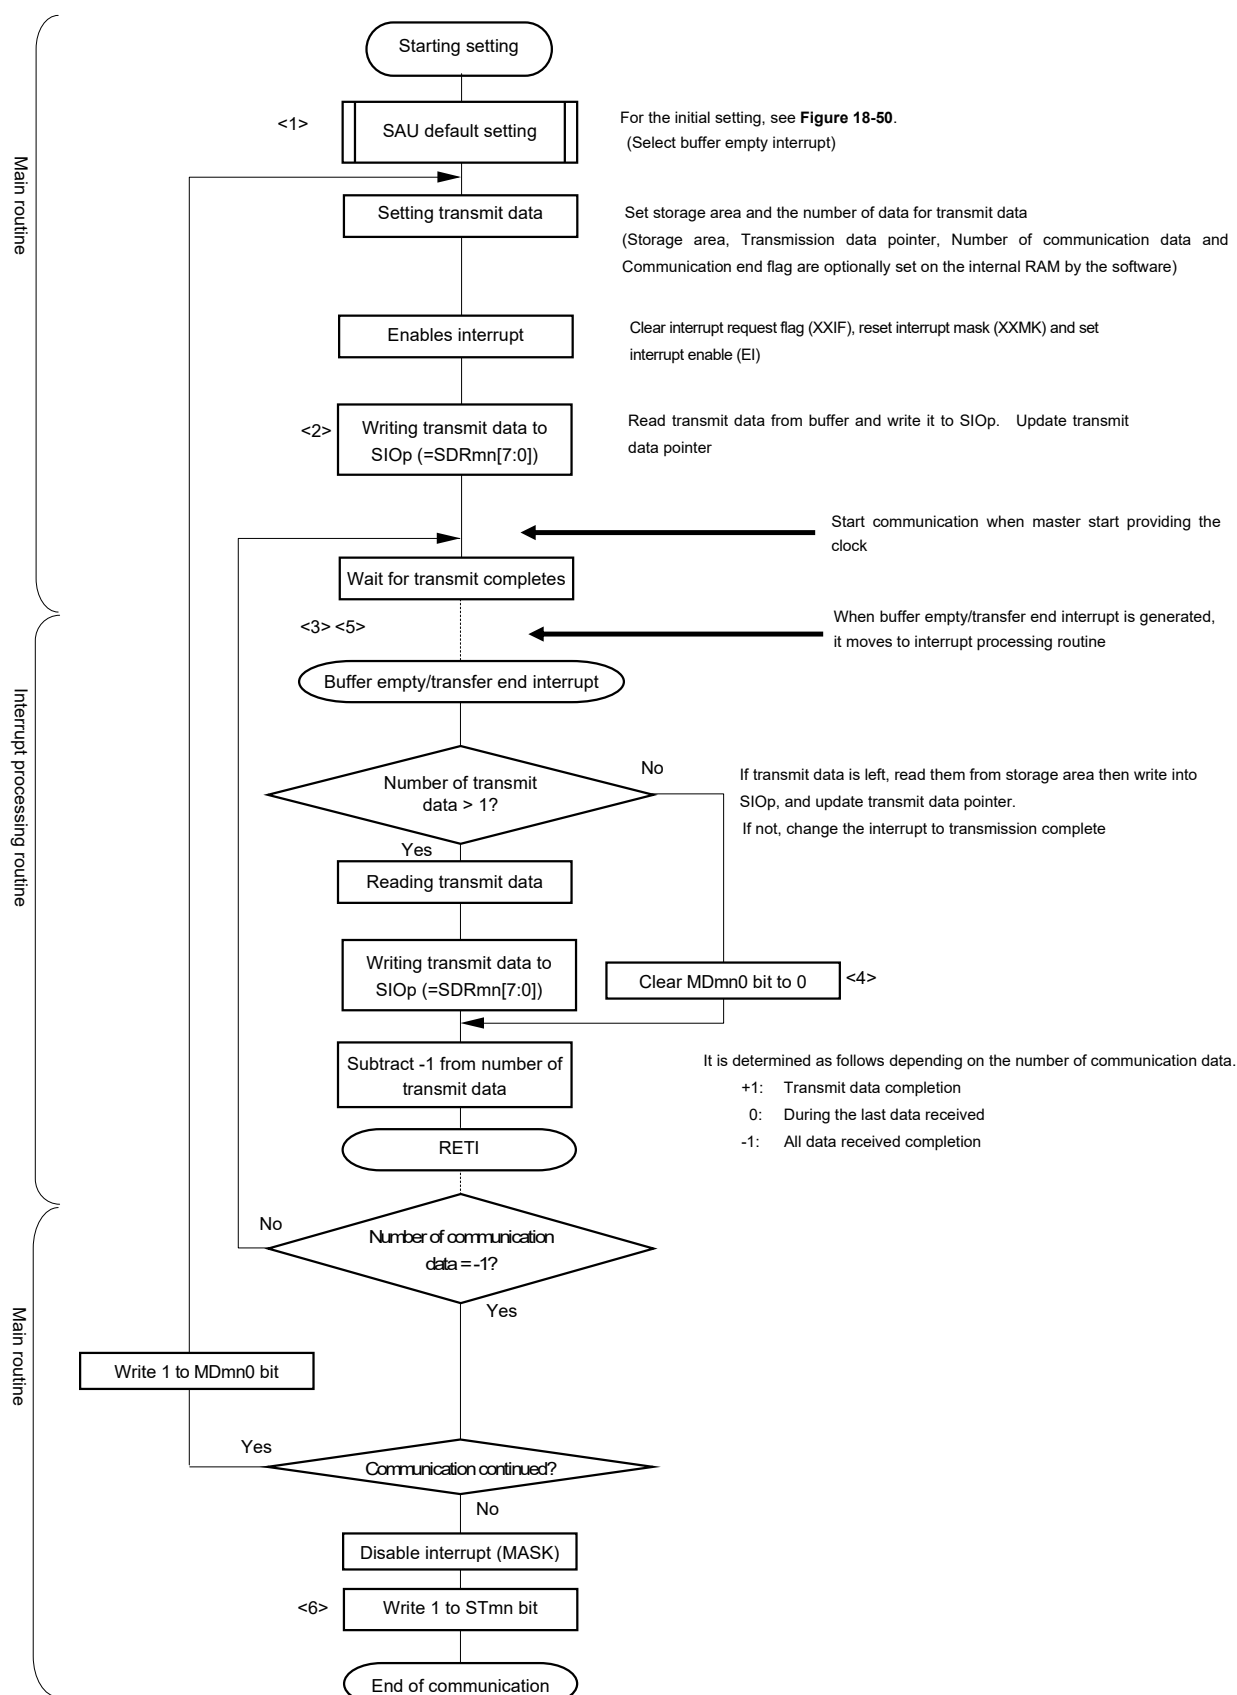 Main routine
Starting setting
<1>
SAU default setting
For the initial setting, see Figure 18-50.
(Select buffer empty interrupt)
Setting transmit data
Set storage area and the number of data for transmit data
(Storage area, Transmission data pointer, Number of communication data and
Communication end flag are optionally set on the internal RAM by the software)
Enables interrupt
Clear interrupt request flag (XXIF), reset interrupt mask (XXMK) and set
interrupt enable (EI)
<2>
Writing transmit data to
SIOp (=SDRmn[7:0])
Read transmit data from buffer and write it to SIOp. Update transmit
data pointer
Start communication when master start providing the
clock
Wait for transmit completes
Interrupt processing routine
<3> <5>
When buffer empty/transfer end interrupt is generated,
it moves to interrupt processing routine
Buffer empty/transfer end interrupt
Number of transmit
data > 1?
No
Yes
If transmit data is left, read them from storage area then write into
SIOp, and update transmit data pointer.
If not, change the interrupt to transmission complete
Reading transmit data
Writing transmit data to
SIOp (=SDRmn[7:0])
Clear MDmn0 bit to 0
<4>
Subtract -1 from number of
transmit data
It is determined as follows depending on the number of communication data.
+1: Transmit data completion
0: During the last data received
-1: All data received completion
RETI
Main routine
No
Number of communication
data = -1?
Yes
Write 1 to MDmn0 bit
Yes
Communication continued?
No
Disable interrupt (MASK)
<6>
Write 1 to STmn bit
End of communication